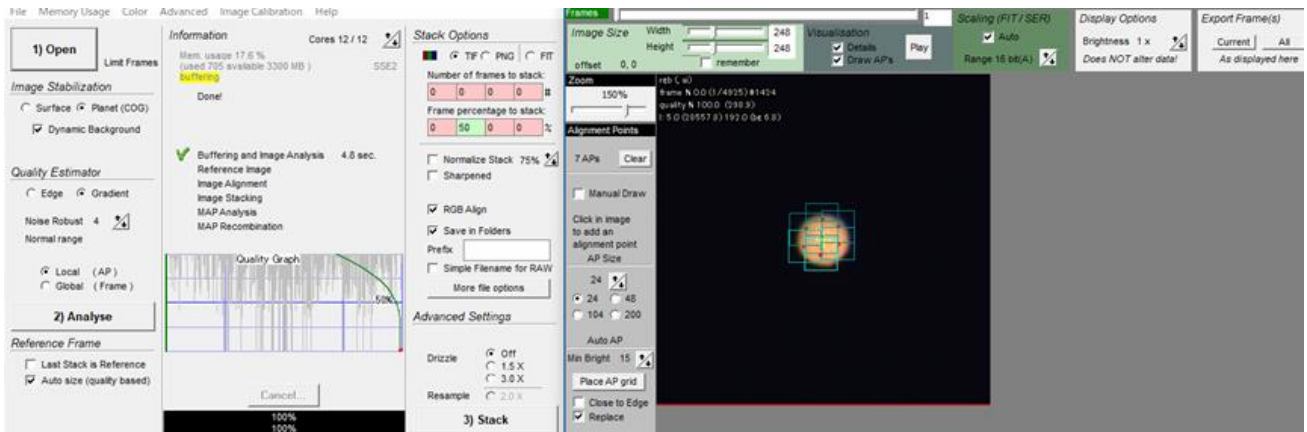 File Memory Usage Color Advanced Image Calibration Help
1) Open
Limit Frames
Image Stabilization
Surface Planet (COG)
Dynamic Background
Quality Estimator
Edge Gradient
Noise Robust 4
Normal range
Local (AP)
Global (Frame)
2) Analyse
Reference Frame
Last Stack is Reference
Auto size (quality based)
Information Cores 12 / 12
Mem. usage 17.6 %
(used 705 available 3300 MB ) SSE2
buffering
Done!
Buffering and Image Analysis 4.8 sec.
Reference Image
Image Alignment
Image Stacking
MAP Analysis
MAP Recombination
Quality Graph
50%
Cancel...
100%
100%
Stack Options
TIF PNG FIT
Number of frames to stack:
0 0 0 0 #
Frame percentage to stack:
0 50 0 0 %
Normalize Stack 75%
Sharpened
RGB Align
Save in Folders
Prefix
Simple Filename for RAW
More file options
Advanced Settings
Drizzle Off
1.5 X
3.0 X
Resample 2.0 X
3) Stack
Frames 1
Image Size Width 248
Height 248
offset 0, 0 remember
Visualisation
Details
Draw AP's
Play
Scaling (FIT / SER)
Auto
Range 16 bit(A)
Display Options
Brightness 1 x
Does NOT alter data!
Export Frame(s)
Current All
As displayed here
Zoom
150%
Alignment Points
7 APs Clear
Manual Draw
Click in image
to add an
alignment point
AP Size
24
24 48
104 200
Auto AP
Min Bright 15
Place AP grid
Close to Edge
Replace
frame N 0.0 (1/4925) #1424
quality N 100.0